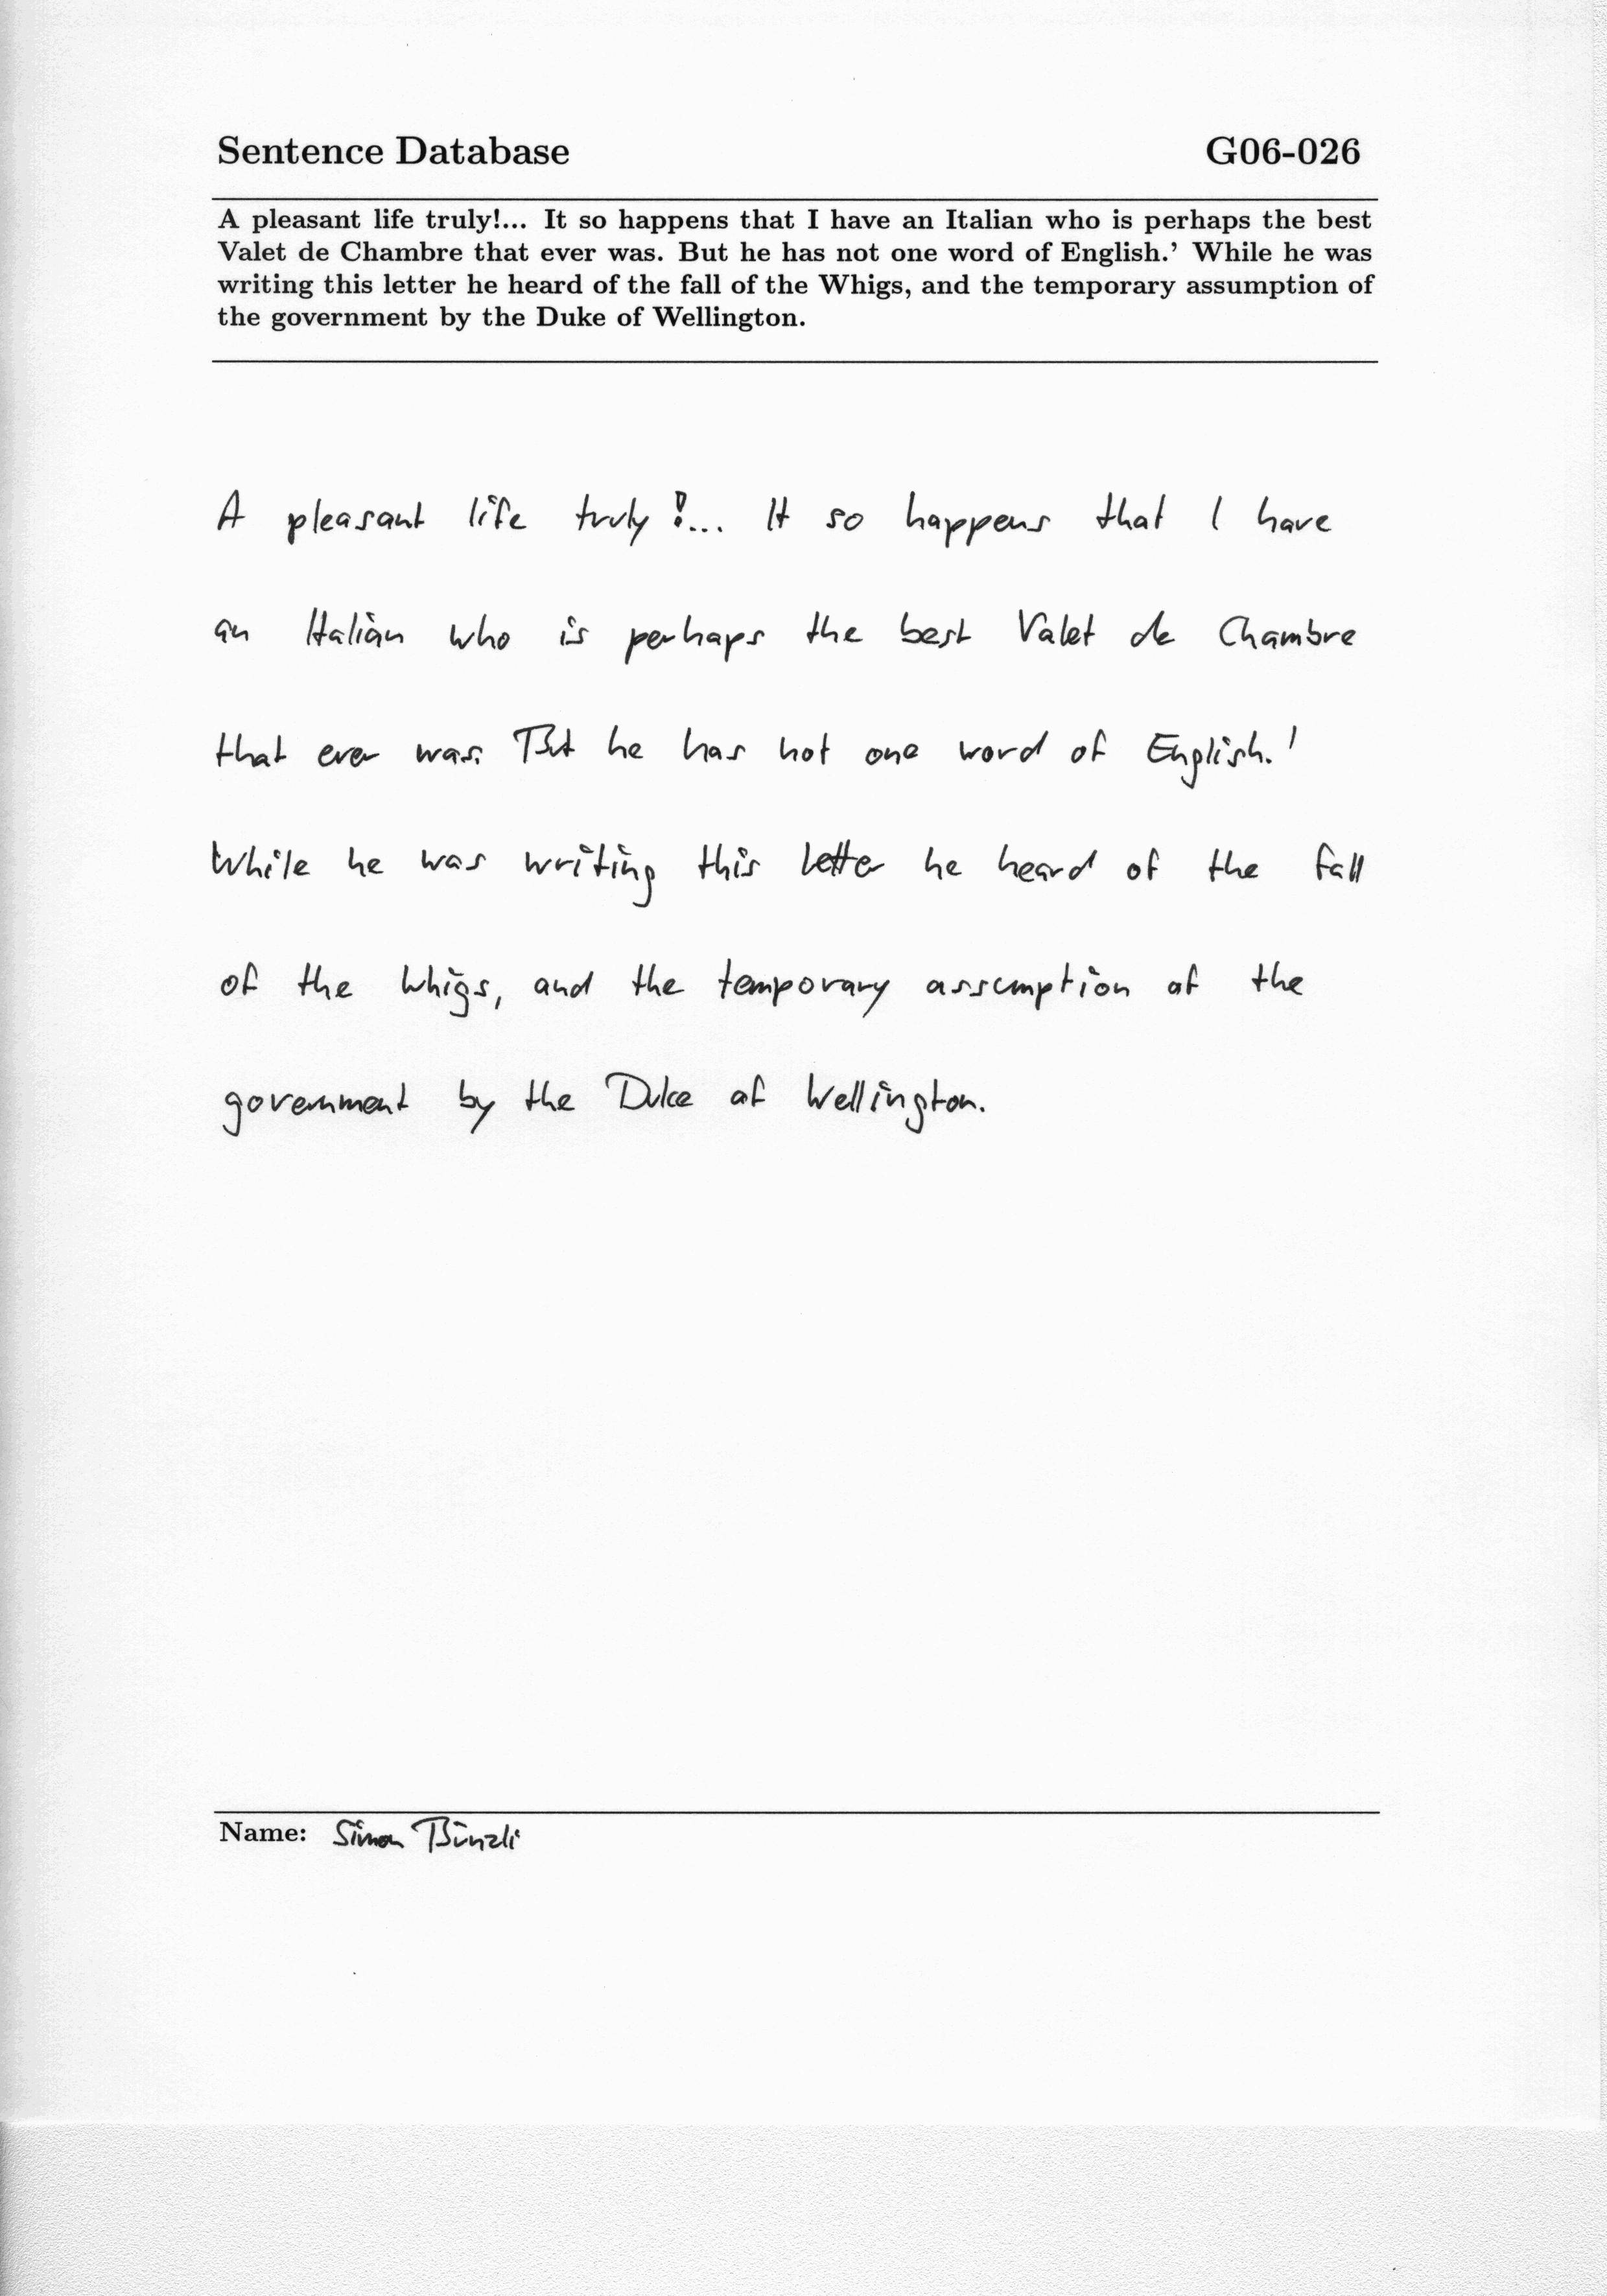 Sentence Database G06-026
A pleasant life truly!... It so happens that I have an Italian who is perhaps the best
Valet de Chambre that ever was. But he has not one word of English.' While he was
writing this letter he heard of the fall of the Whigs, and the temporary assumption of
the government by the Duke of Wellington.
A pleasant life truly!... It so happens that I have
an Italian who is perhaps the best Valet de Chambre
that ever was. But he has not one word of English.'
While he was writing this letter he heard of the fall
of the Whigs, and the temporary assumption of the
government by the Duke of Wellington.
Name: Simon Bünzli